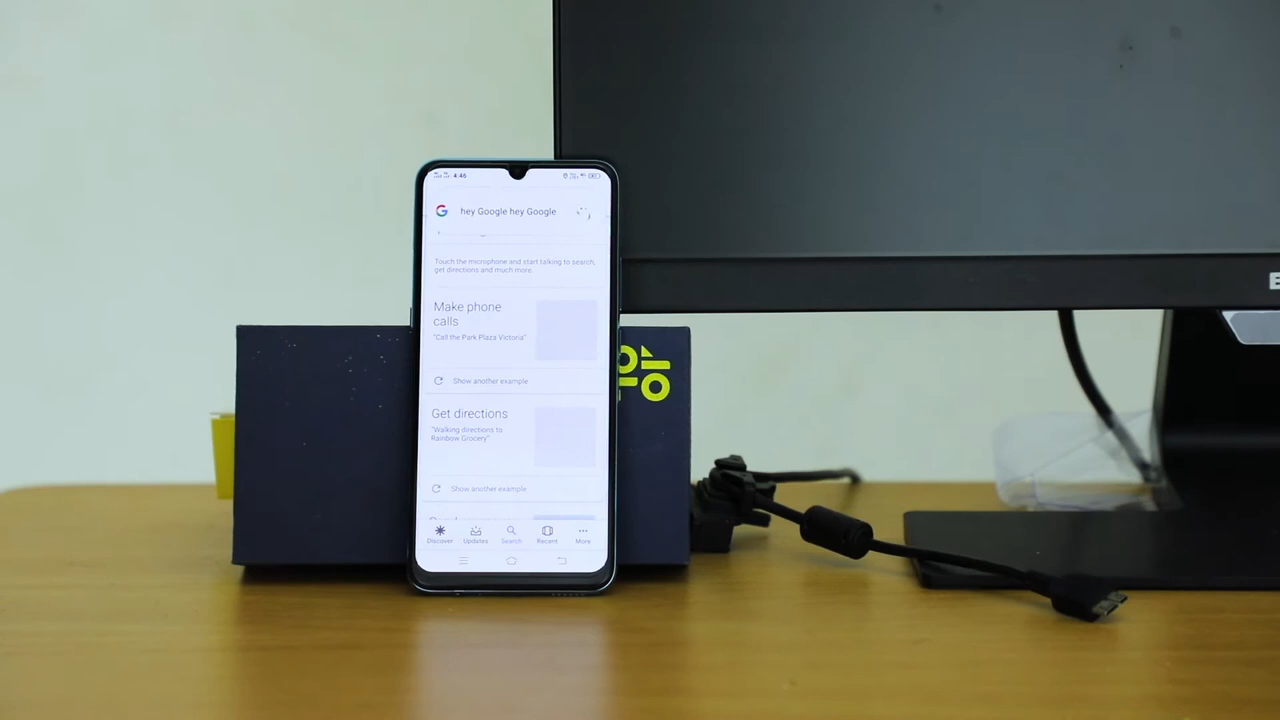 4:46
hey Google hey Google
Touch the microphone and start talking to search,
get directions and much more.
Make phone
calls
"Call the Park Plaza Victoria"
Show another example
Get directions
"Walking directions to
Rainbow Grocery"
Show another example
Discover Updates Search Recent More